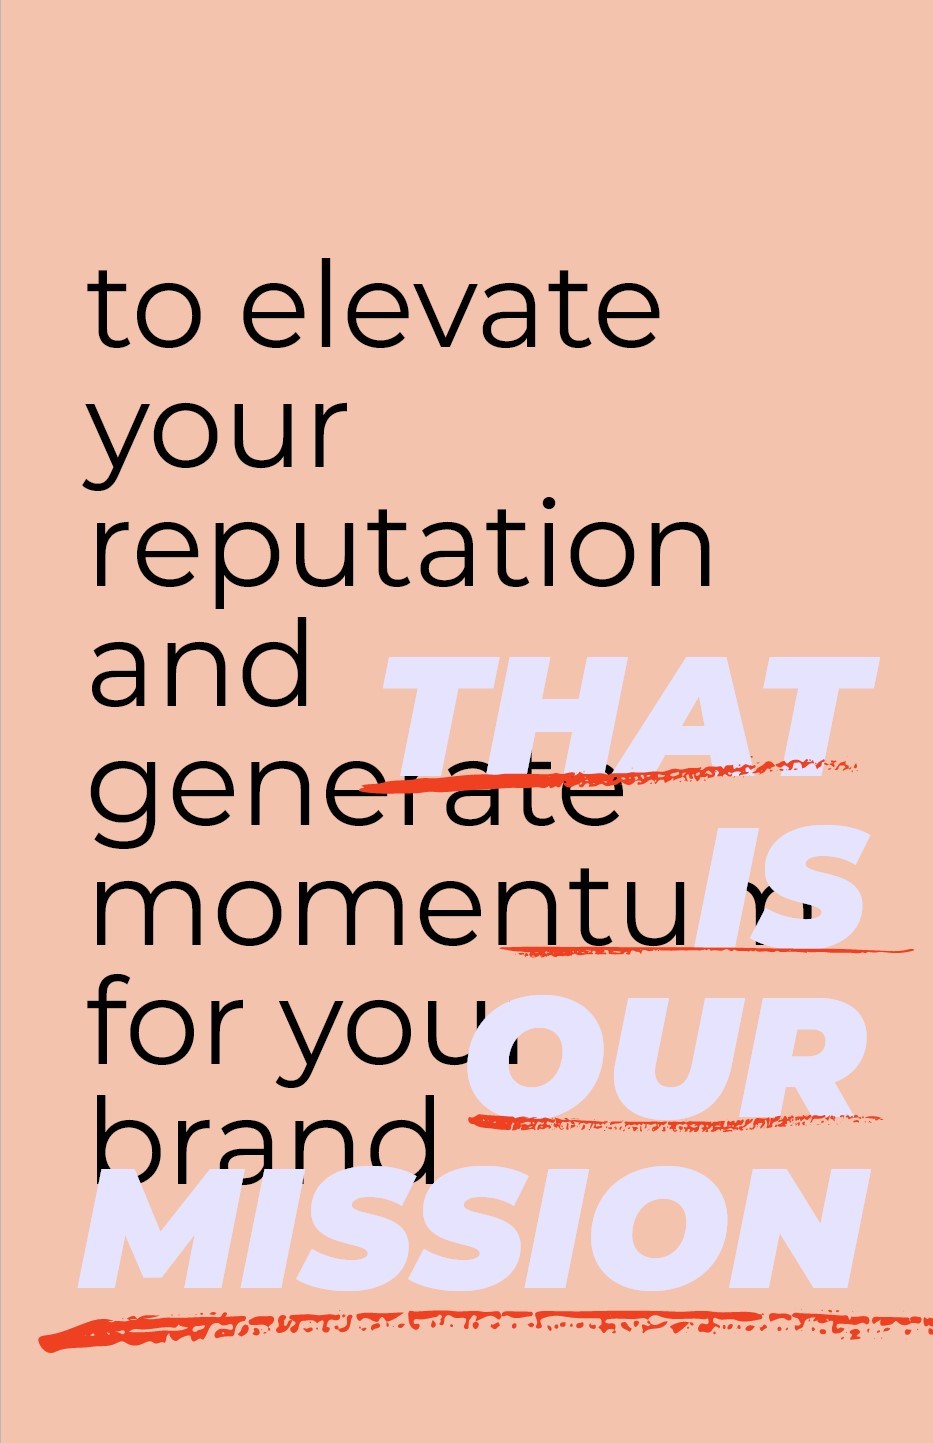 to elevate
your
reputation
and
generate
momentum
for your
brand
THAT
IS
OUR
MISSION